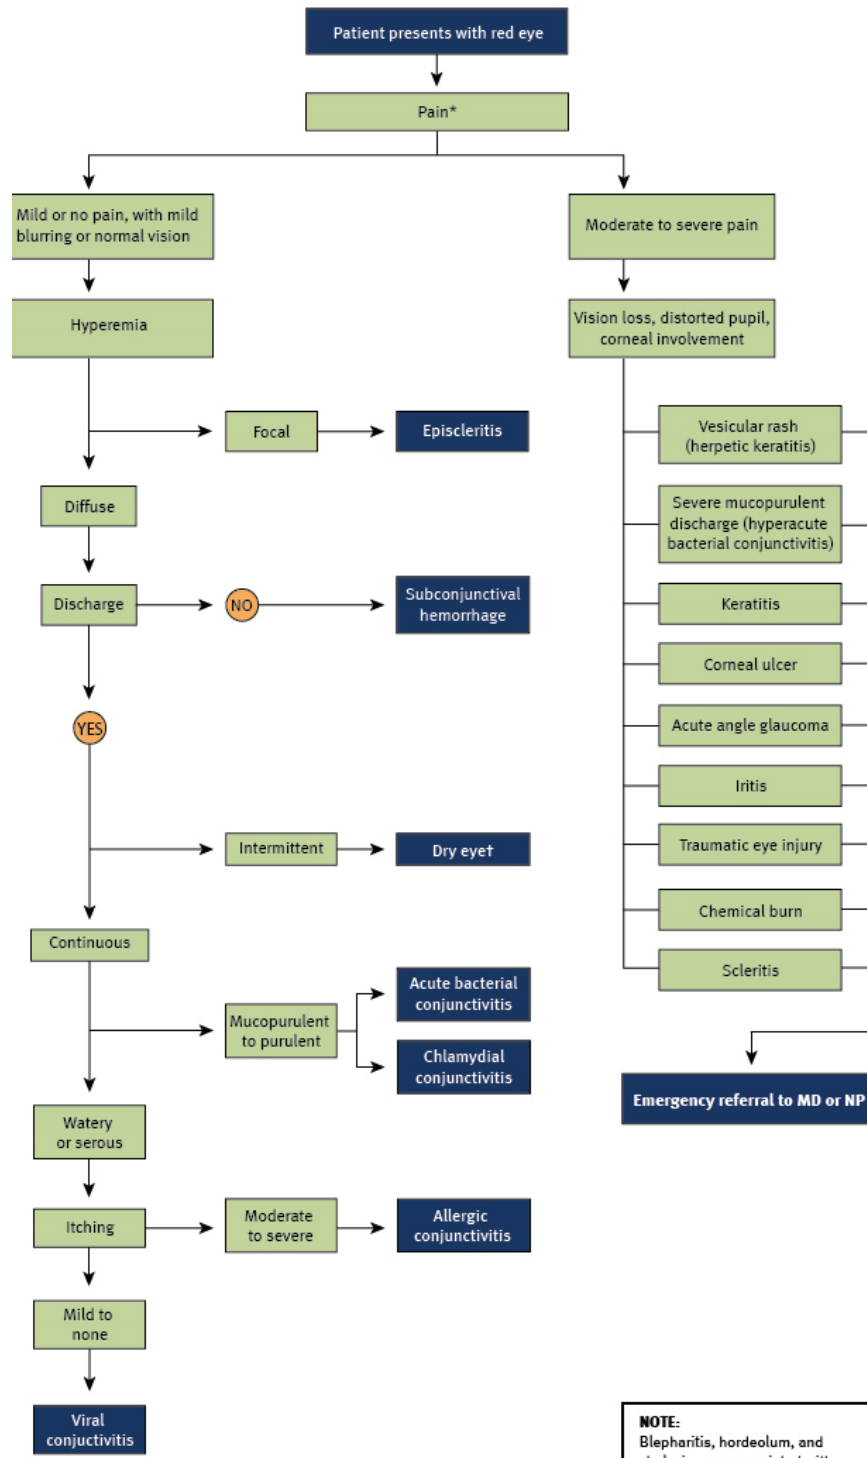 Patient presents with red eye
Pain*
Mild or no pain, with mild
blurring or normal vision
Moderate to severe pain
Hyperemia
Vision loss, distorted pupil,
corneal involvement
Focal
Episcleritis
Vesicular rash
(herpetic keratitis)
Diffuse
Severe mucopurulent
discharge (hyperacute
bacterial conjunctivitis)
Discharge
NO
Subconjunctival
hemorrhage
Keratitis
Corneal ulcer
YES
Acute angle glaucoma
Iritis
Intermittent
Dry eye†
Traumatic eye injury
Chemical burn
Continuous
Scleritis
Mucopurulent
to purulent
Acute bacterial
conjunctivitis
Chlamydial
conjunctivitis
Emergency referral to MD or NP
Watery
or serous
Itching
Moderate
to severe
Allergic
conjunctivitis
Mild to
none
Viral
conjuctivitis
NOTE:
Blepharitis, hordeolum, and